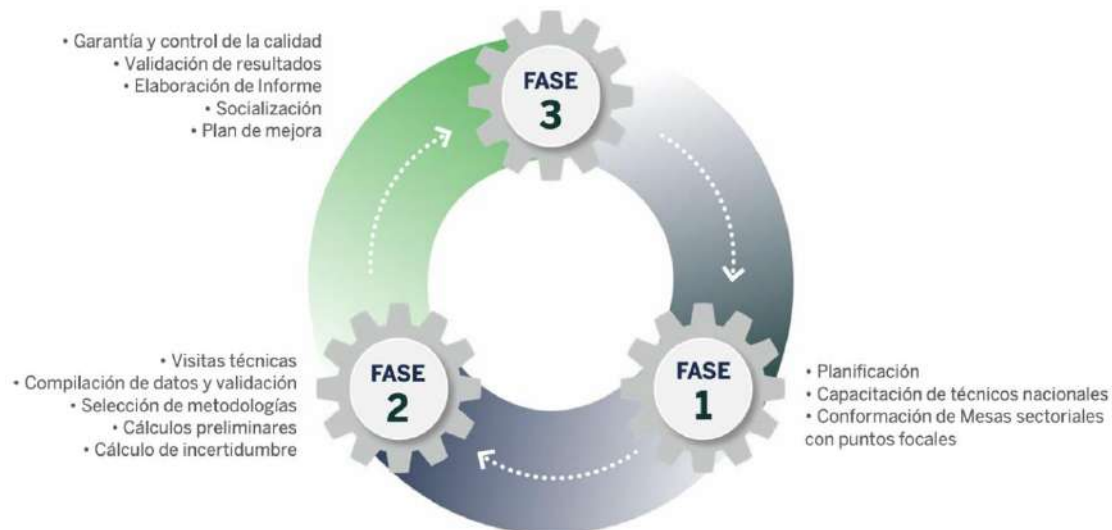 • Garantía y control de la calidad
• Validación de resultados
• Elaboración de Informe
• Socialización
• Plan de mejora
FASE
3
• Visitas técnicas
• Compilación de datos y validación
• Selección de metodologías
• Cálculos preliminares
• Cálculo de incertidumbre
FASE
2
FASE
1
• Planificación
• Capacitación de técnicos nacionales
• Conformación de Mesas sectoriales
con puntos focales